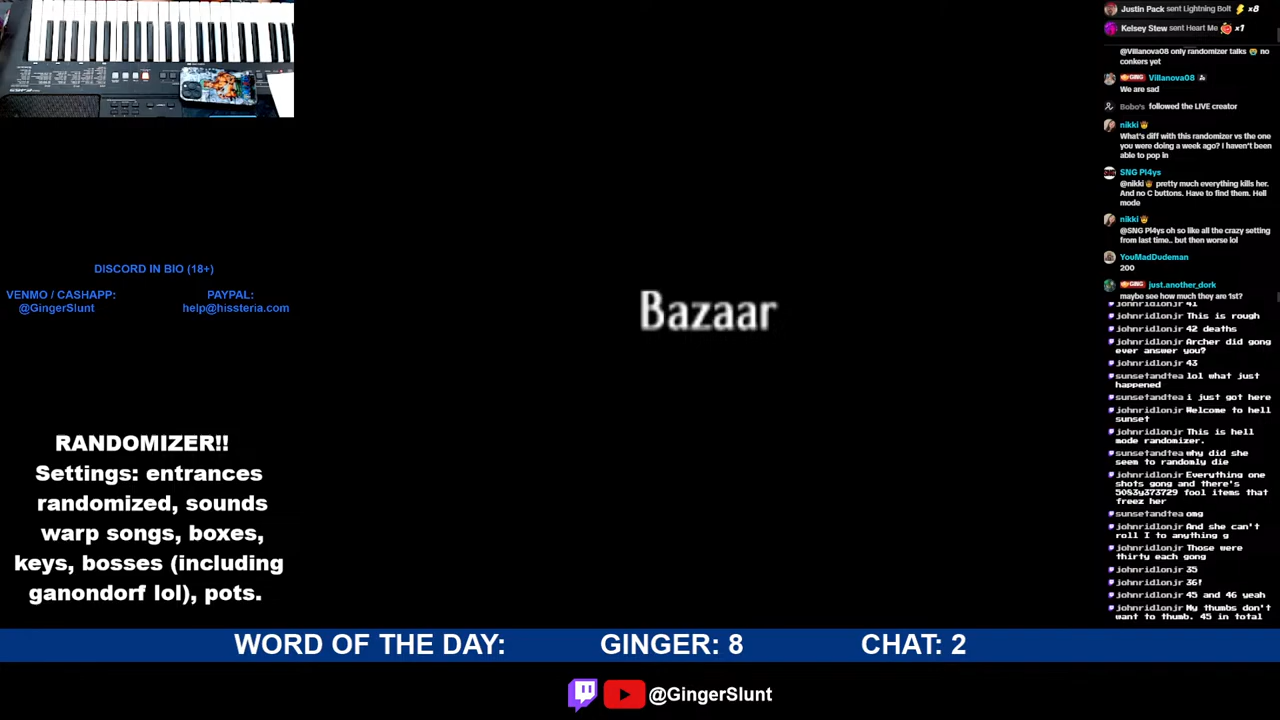 DISCORD IN BIO (18+)
VENMO / CASHAPP:
@GingerSlunt
PAYPAL:
help@hissteria.com
RANDOMIZER!!
Settings: entrances
randomized, sounds
warp songs, boxes,
keys, bosses (including
ganondorf lol), pots.
Bazaar
Justin Pack sent Lightning Bolt x8
Kelsey Stew sent Heart Me x1
@Villanova08 only randomizer talks 😭 no
conkers yet
Villanova08
We are sad
Bobo's followed the LIVE creator
nikki
What's diff with this randomizer vs the one
you were doing a week ago? I haven't been
able to pop in
SNG Pl4ys
@nikki pretty much everything kills her.
And no C buttons. Have to find them. Hell
mode
nikki
@SNG Pl4ys oh so like all the crazy setting
from last time.. but then worse lol
YouMadDudeman
200
just.another_dork
maybe see how much they are 1st?
johnridlonjr 41
johnridlonjr This is rough
johnridlonjr 42 deaths
johnridlonjr Archer did gong
ever answer you?
johnridlonjr 43
sunsetandtea lol what just
happened
sunsetandtea i just got here
johnridlonjr Welcome to hell
sunset
johnridlonjr This is hell
mode randomizer.
sunsetandtea why did she
seem to randomly die
johnridlonjr Everything one
shots gong and there's
5083y373729 fool items that
freez her
sunsetandtea omg
johnridlonjr And she can't
roll I to anything g
johnridlonjr Those were
thirty each gong
johnridlonjr 35
johnridlonjr 36!
johnridlonjr 45 and 46 yeah
johnridlonjr My thumbs don't
want to thumb. 45 in total
WORD OF THE DAY: GINGER: 8 CHAT: 2
@GingerSlunt